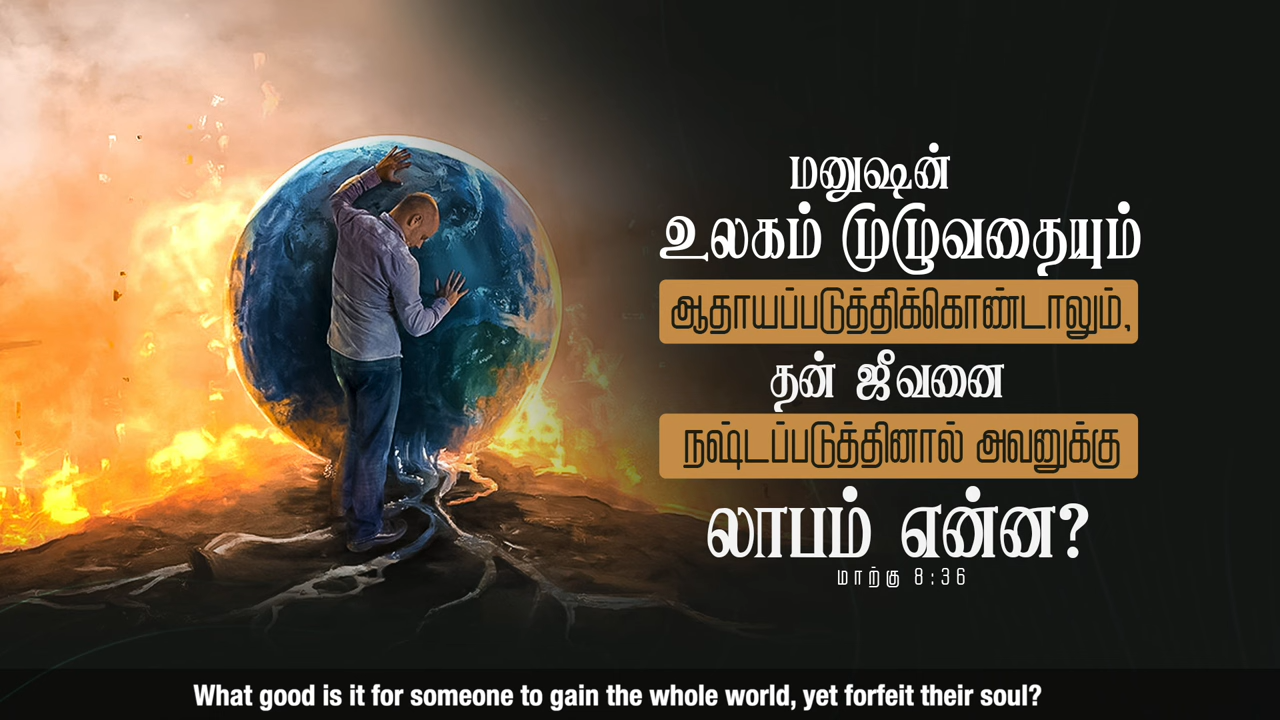 மனுஷன்
உலகம் முழுவதையும்
ஆதாயப்படுத்திக்கொண்டாலும்,
தன் ஜீவனை
நஷ்டப்படுத்தினால் அவனுக்கு
லாபம் என்ன?
மாற்கு 8:36
What good is it for someone to gain the whole world, yet forfeit their soul?